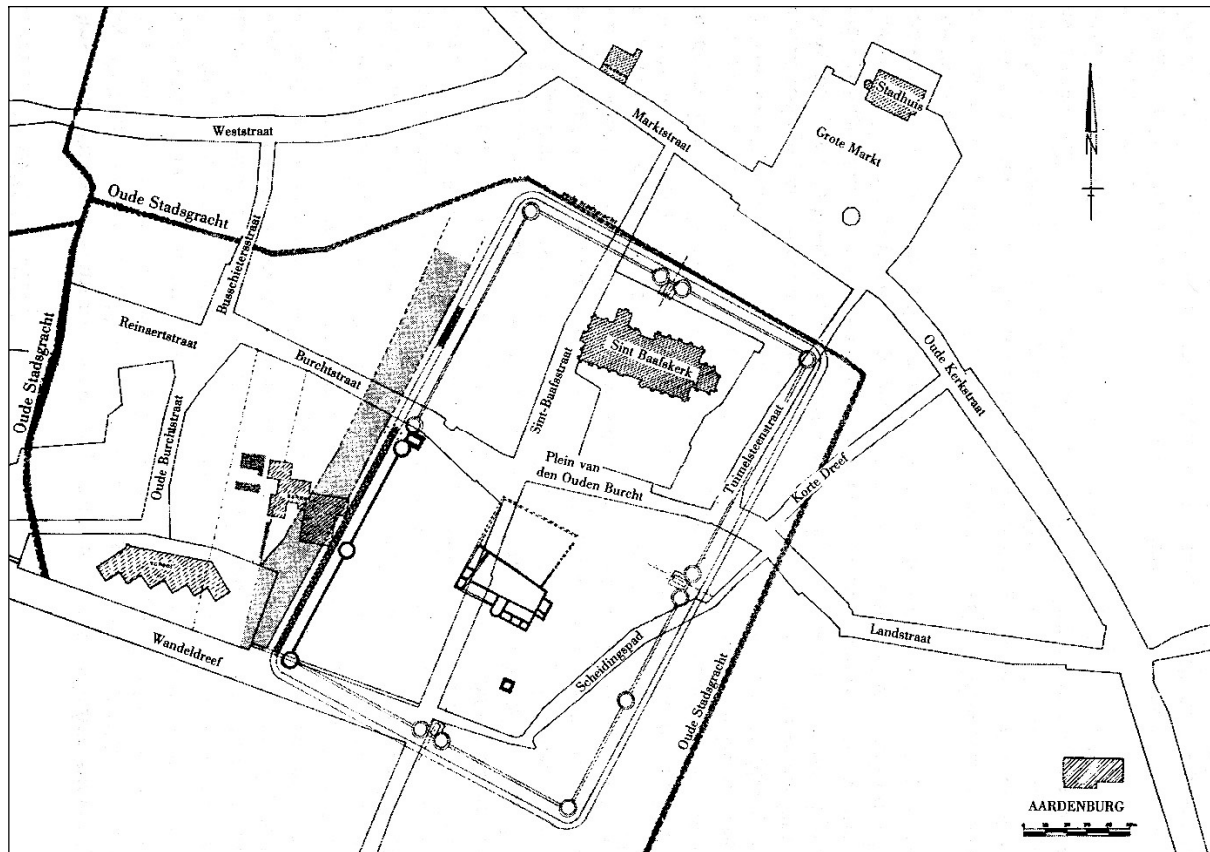 Stadhuis
Grote Markt
Marktstraat
N
Weststraat
Oude Stadsgracht
Busschietersstraat
Reinaertstraat
Burchtstraat
Sint-Baafsstraat
Sint Baafskerk
Oude Kerkstraat
Oude Stadsgracht
Oude Burchtstraat
Plein van
den Ouden Burcht
Tuimelsteenstraat
Korte Dreef
Landstraat
Wandeldreef
Scheidingspad
Oude Stadsgracht
AARDENBURG